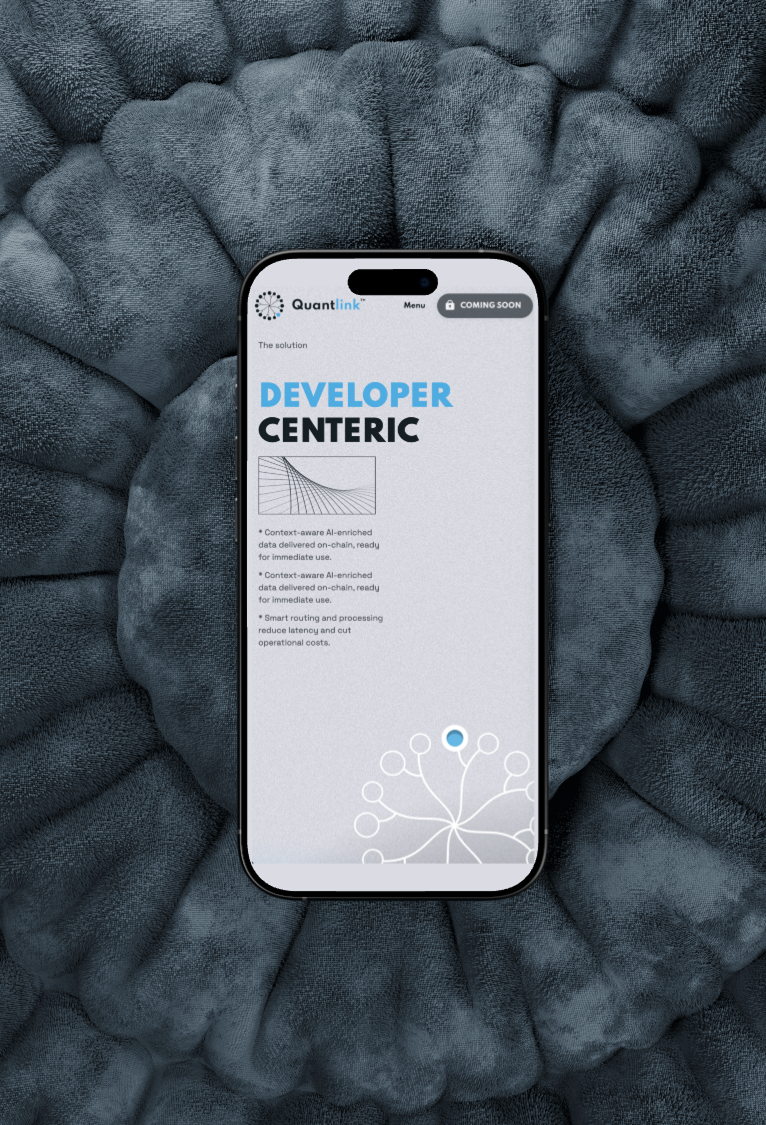 Quantlink™ Menu COMING SOON
The solution
DEVELOPER
CENTERIC
* Context-aware AI-enriched
data delivered on-chain, ready
for immediate use.
* Context-aware AI-enriched
data delivered on-chain, ready
for immediate use.
* Smart routing and processing
reduce latency and cut
operational costs.